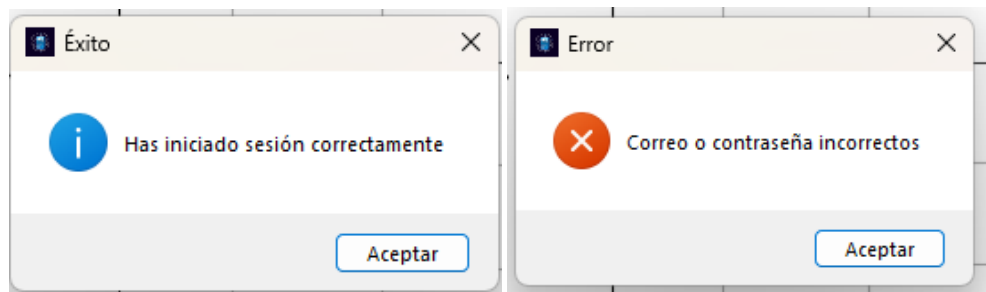 Éxito
Has iniciado sesión correctamente
Aceptar
Error
Correo o contraseña incorrectos
Aceptar